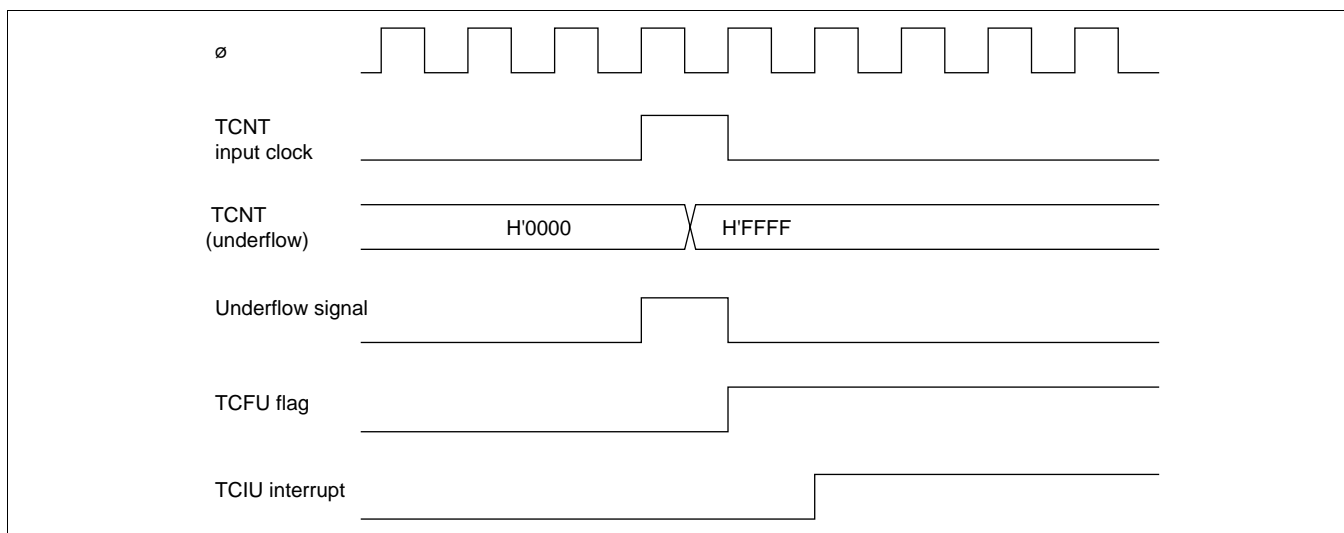 ø
TCNT
input clock
TCNT
(underflow)
H'0000
H'FFFF
Underflow signal
TCFU flag
TCIU interrupt